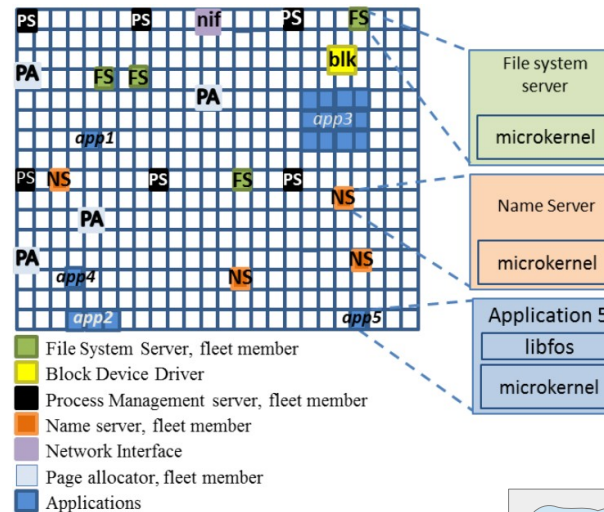 PS PS nif PS FS
blk
PA FS FS
PA
app3
app1
PS NS PS FS PS
NS
PA
PA NS
app4 NS
app2 app5
File system
server
microkernel
Name Server
microkernel
Application 5
libfos
microkernel
File System Server, fleet member
Block Device Driver
Process Management server, fleet member
Name server, fleet member
Network Interface
Page allocator, fleet member
Applications